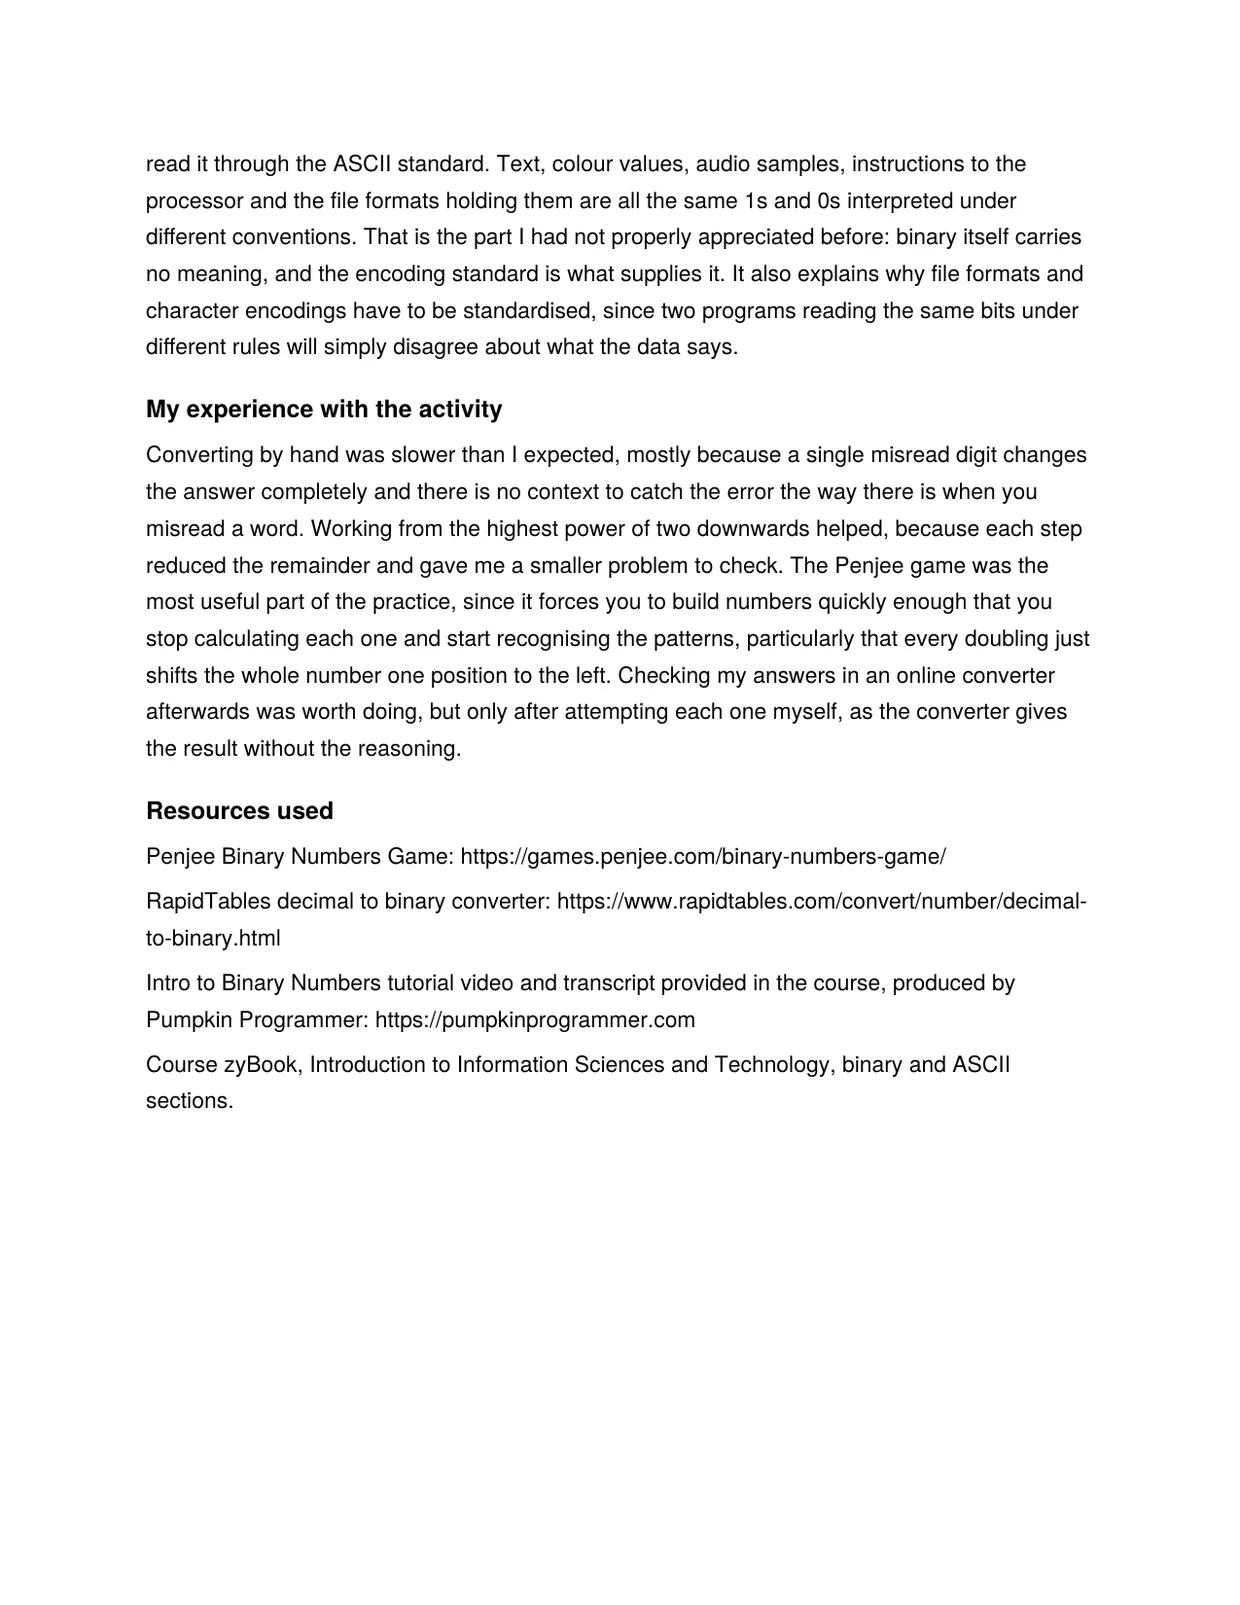 read it through the ASCII standard. Text, colour values, audio samples, instructions to the
processor and the file formats holding them are all the same 1s and 0s interpreted under
different conventions. That is the part I had not properly appreciated before: binary itself carries
no meaning, and the encoding standard is what supplies it. It also explains why file formats and
character encodings have to be standardised, since two programs reading the same bits under
different rules will simply disagree about what the data says.
My experience with the activity
Converting by hand was slower than I expected, mostly because a single misread digit changes
the answer completely and there is no context to catch the error the way there is when you
misread a word. Working from the highest power of two downwards helped, because each step
reduced the remainder and gave me a smaller problem to check. The Penjee game was the
most useful part of the practice, since it forces you to build numbers quickly enough that you
stop calculating each one and start recognising the patterns, particularly that every doubling just
shifts the whole number one position to the left. Checking my answers in an online converter
afterwards was worth doing, but only after attempting each one myself, as the converter gives
the result without the reasoning.
Resources used
Penjee Binary Numbers Game: https://games.penjee.com/binary-numbers-game/
RapidTables decimal to binary converter: https://www.rapidtables.com/convert/number/decimal-
to-binary.html
Intro to Binary Numbers tutorial video and transcript provided in the course, produced by
Pumpkin Programmer: https://pumpkinprogrammer.com
Course zyBook, Introduction to Information Sciences and Technology, binary and ASCII
sections.